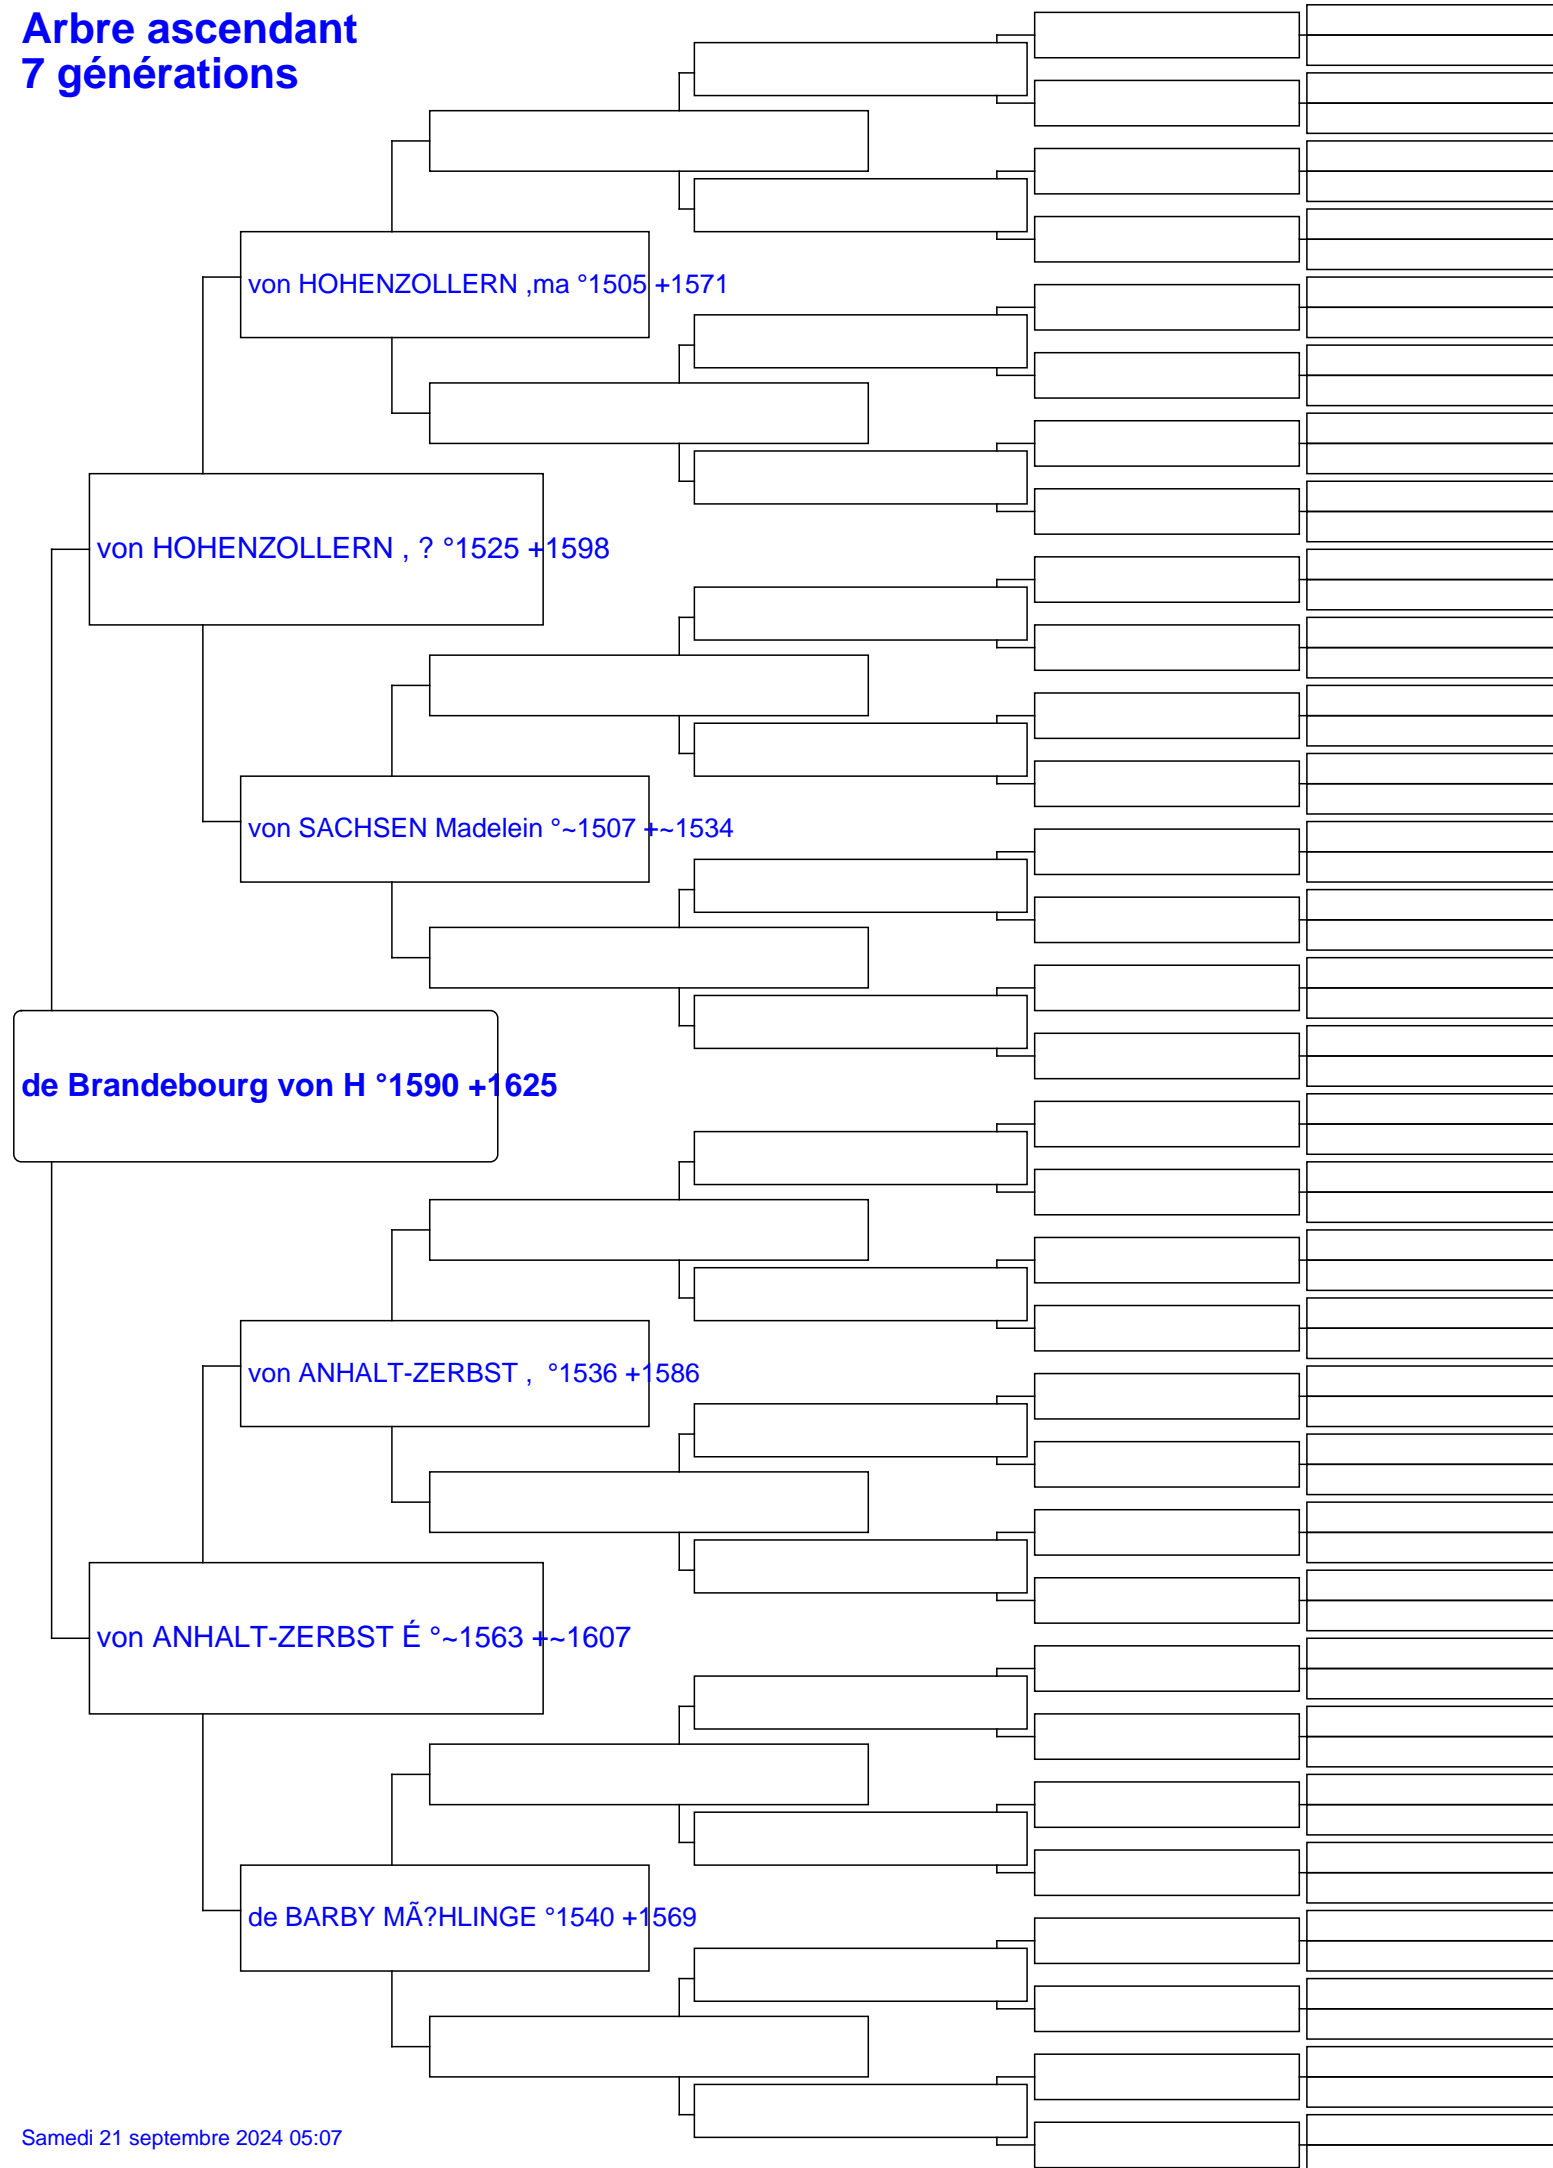 Arbre ascendant
7 générations
von HOHENZOLLERN ,ma °1505 +1571
von HOHENZOLLERN , ? °1525 +1598
von SACHSEN Madelein °~1507 +~1534
de Brandebourg von H °1590 +1625
von ANHALT-ZERBST , °1536 +1586
von ANHALT-ZERBST É °~1563 +~1607
de BARBY MÃ?HLINGE °1540 +1569
Samedi 21 septembre 2024 05:07